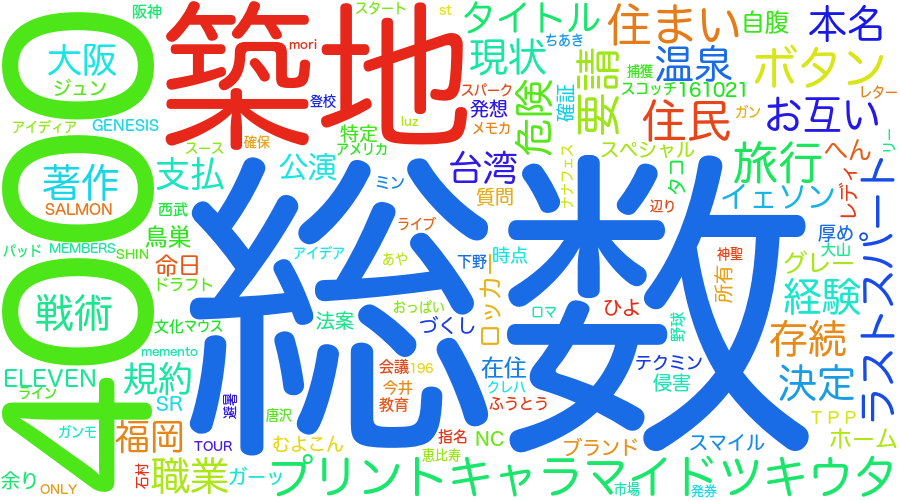 阪神
スタート
st
タイトル
住まい
自腹
本名
大阪
ジュン
築地
mori
ちあき
現状
要請
温泉
ボタン
捕獲
スコッチ
161021
レター
アイディア
GENESIS
登校
スパーク
発想
危険
確証
住民
お互い
ガン
luz
メモカ
4000
特定
アメリカ
確保
スース
スペシャル
旅行
へん
リー
著作
支払
公演
台湾
質問
ナナフェス
タコ
イェソン
レディ
ラストスパート
SALMON
西武
ミン
辺り
厚め
パッド
MEMBERS
SHIN
鳥巣
ライブ
命日
アイデア
あや
下野
時点
ロッカー
神聖
大山
グレー
ドラフト
所有
経験
戦術
文化マウス
法案
おっぱい
づくし
ロマ
ひよ
野球
存続
総数
memento
会議
196
在住
テクミン
ELEVEN
規約
避暑
今井
クレハ
侵害
決定
ライン
SR
唐沢
教育
ふうとう
TPP
ガンモ
福岡
TOUR
むよこん
指名
NC
ブランド
スマイル
ホーム
恵比寿
余り
ONLY
石村
職業
ガーッ
プリントキャラマイドツキウタ
市場
発券